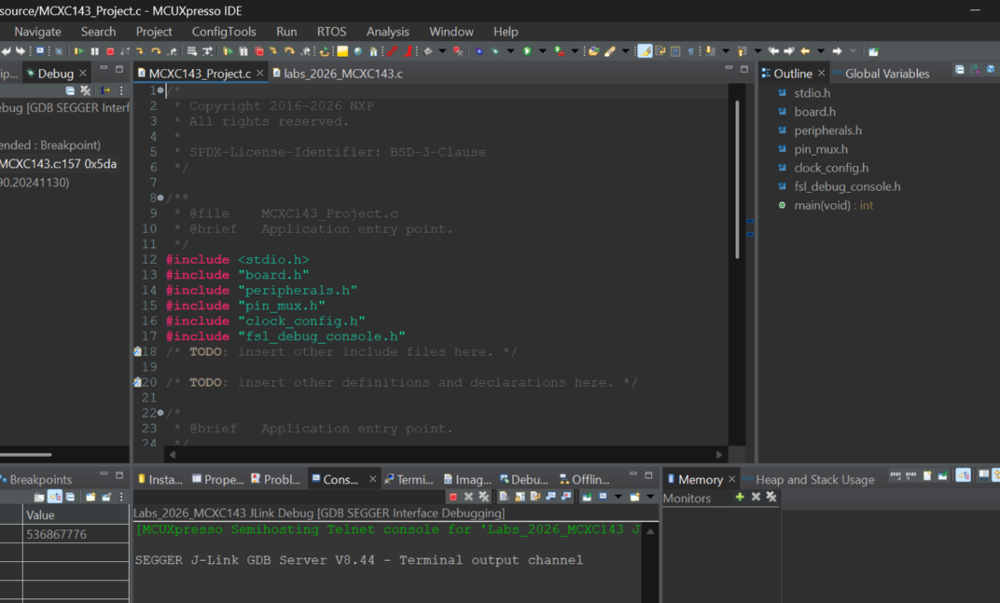 source/MCXC143_Project.c - MCUXpresso IDE
Navigate Search Project ConfigTools Run RTOS Analysis Window Help
ip... Debug
MCXC143_Project.c labs_2026_MCXC143.c
Outline Global Variables
ebug [GDB SEGGER Interf
ended : Breakpoint)
MCXC143.c:157 0x5da
90.20241130)
1 /*
2 * Copyright 2016-2026 NXP
3 * All rights reserved.
4 *
5 * SPDX-License-Identifier: BSD-3-Clause
6 */
7
8 /**
9 * @file MCXC143_Project.c
10 * @brief Application entry point.
11 */
12 #include <stdio.h>
13 #include "board.h"
14 #include "peripherals.h"
15 #include "pin_mux.h"
16 #include "clock_config.h"
17 #include "fsl_debug_console.h"
18 /* TODO: insert other include files here. */
19
20 /* TODO: insert other definitions and declarations here. */
21
22 /*
23 * @brief Application entry point.
24 */
stdio.h
board.h
peripherals.h
pin_mux.h
clock_config.h
fsl_debug_console.h
main(void) : int
Breakpoints
Value
536867776
Insta... Prope... Probl... Cons... Termi... Imag... Debu... Offlin...
Labs_2026_MCXC143 JLink Debug [GDB SEGGER Interface Debugging]
[MCUXpresso Semihosting Telnet console for 'Labs_2026_MCXC143 J
SEGGER J-Link GDB Server V8.44 - Terminal output channel
Memory Heap and Stack Usage
Monitors